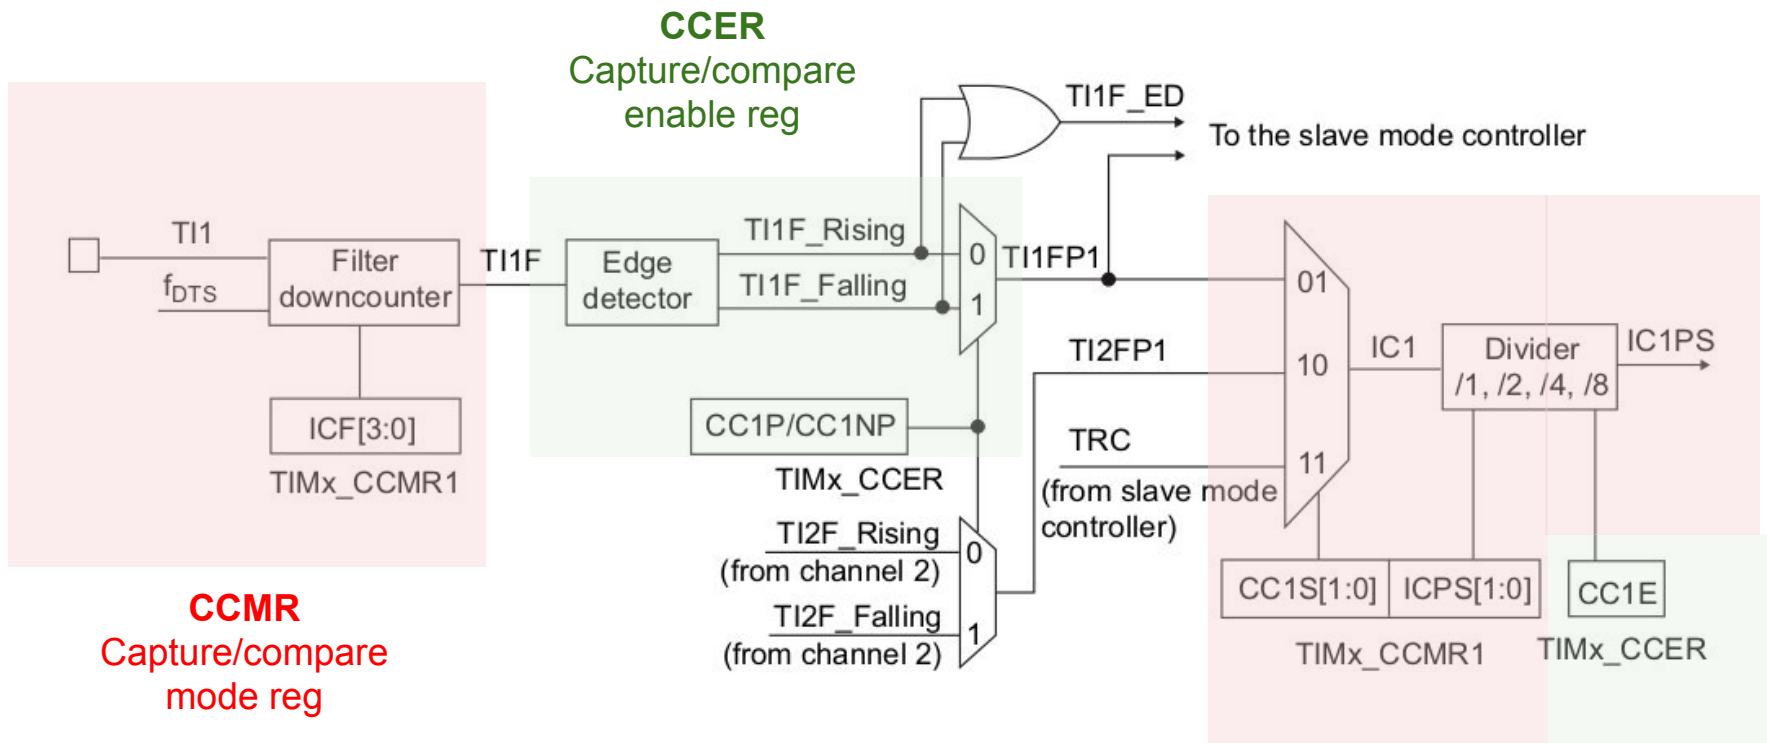 CCER
Capture/compare
enable reg
TI1F_ED
To the slave mode controller
TI1
f_DTS
Filter
downcounter
TI1F
Edge
detector
TI1F_Rising
TI1F_Falling
0
1
TI1FP1
ICF[3:0]
TIMx_CCMR1
CC1P/CC1NP
TIMx_CCER
TI2F_Rising
(from channel 2)
TI2F_Falling
(from channel 2)
0
1
TI2FP1
TRC
(from slave mode
controller)
01
10
11
IC1
Divider
/1, /2, /4, /8
IC1PS
CC1S[1:0]
ICPS[1:0]
CC1E
TIMx_CCMR1
TIMx_CCER
CCMR
Capture/compare
mode reg